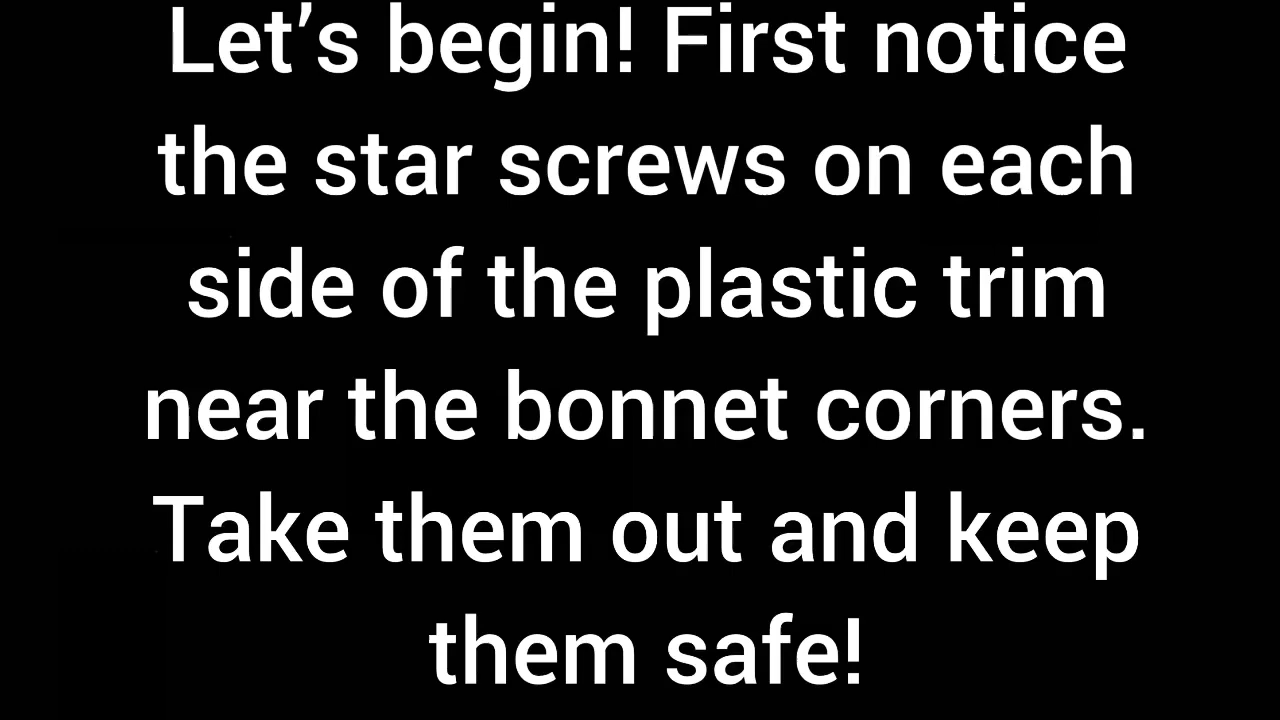 Let’s begin! First notice
the star screws on each
side of the plastic trim
near the bonnet corners.
Take them out and keep
them safe!